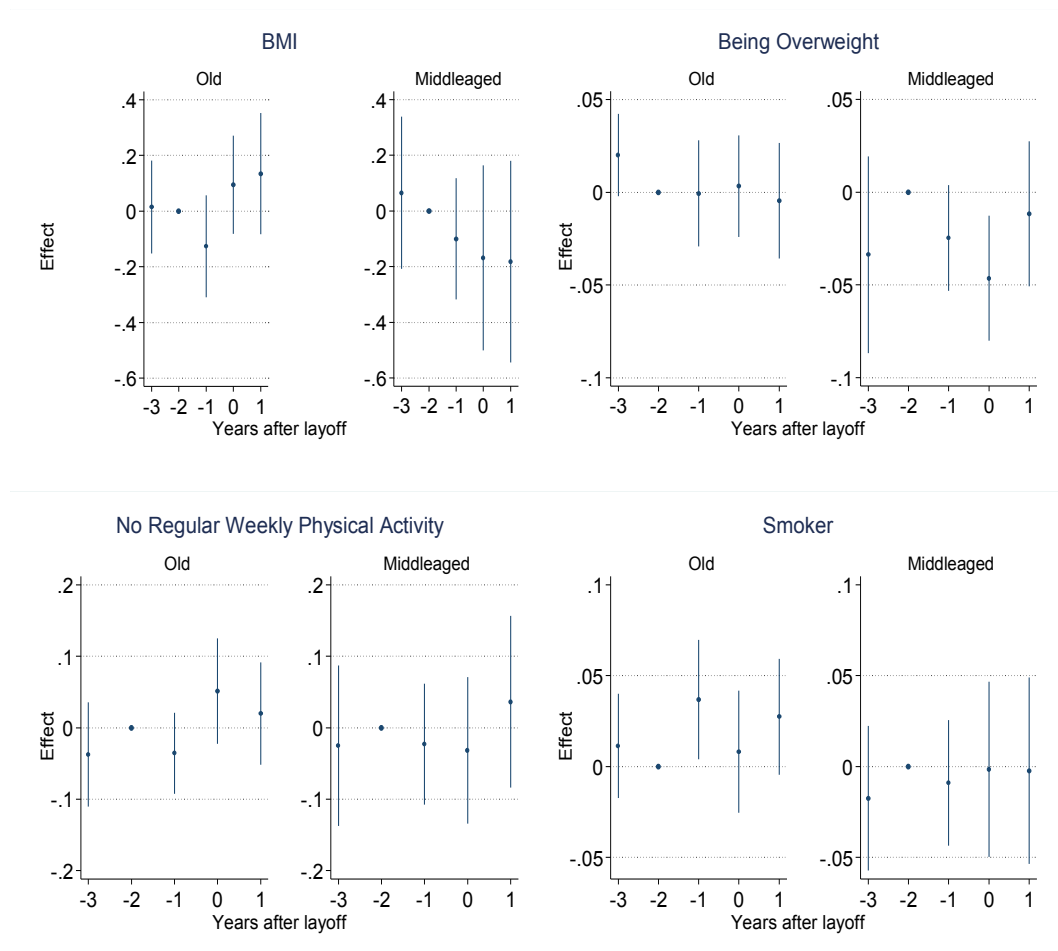 BMI
Old
Middleaged
.4
.2
0
-.2
-.4
-.6
Effect
-3 -2 -1 0 1
.4
.2
0
-.2
-.4
-.6
-3 -2 -1 0 1
Years after layoff
Being Overweight
Old
Middleaged
.05
0
-.05
-.1
Effect
-3 -2 -1 0 1
.05
0
-.05
-.1
-3 -2 -1 0 1
Years after layoff
No Regular Weekly Physical Activity
Old
Middleaged
.2
.1
0
-.1
-.2
Effect
-3 -2 -1 0 1
.2
.1
0
-.1
-.2
-3 -2 -1 0 1
Years after layoff
Smoker
Old
Middleaged
.1
.05
0
-.05
Effect
-3 -2 -1 0 1
.1
.05
0
-.05
-3 -2 -1 0 1
Years after layoff